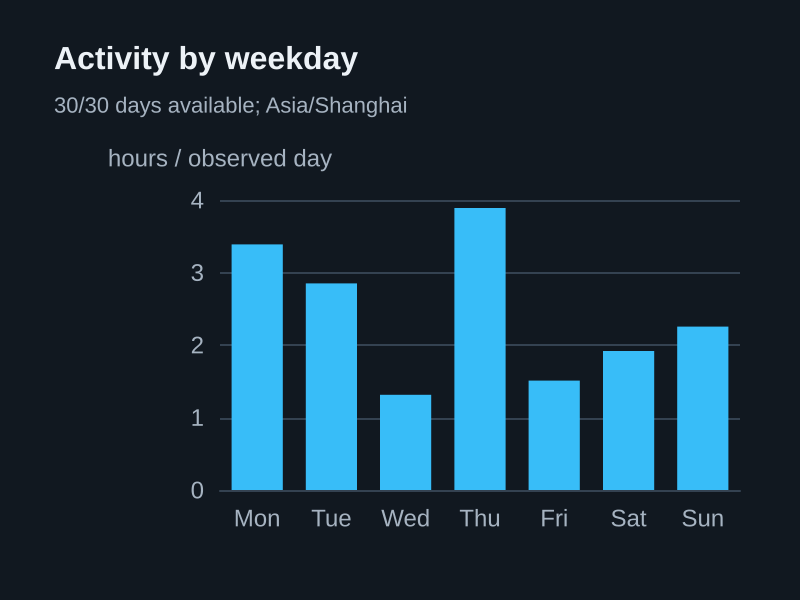 Activity by weekday
30/30 days available; Asia/Shanghai
hours / observed day
4
3
2
1
0
Mon Tue Wed Thu Fri Sat Sun